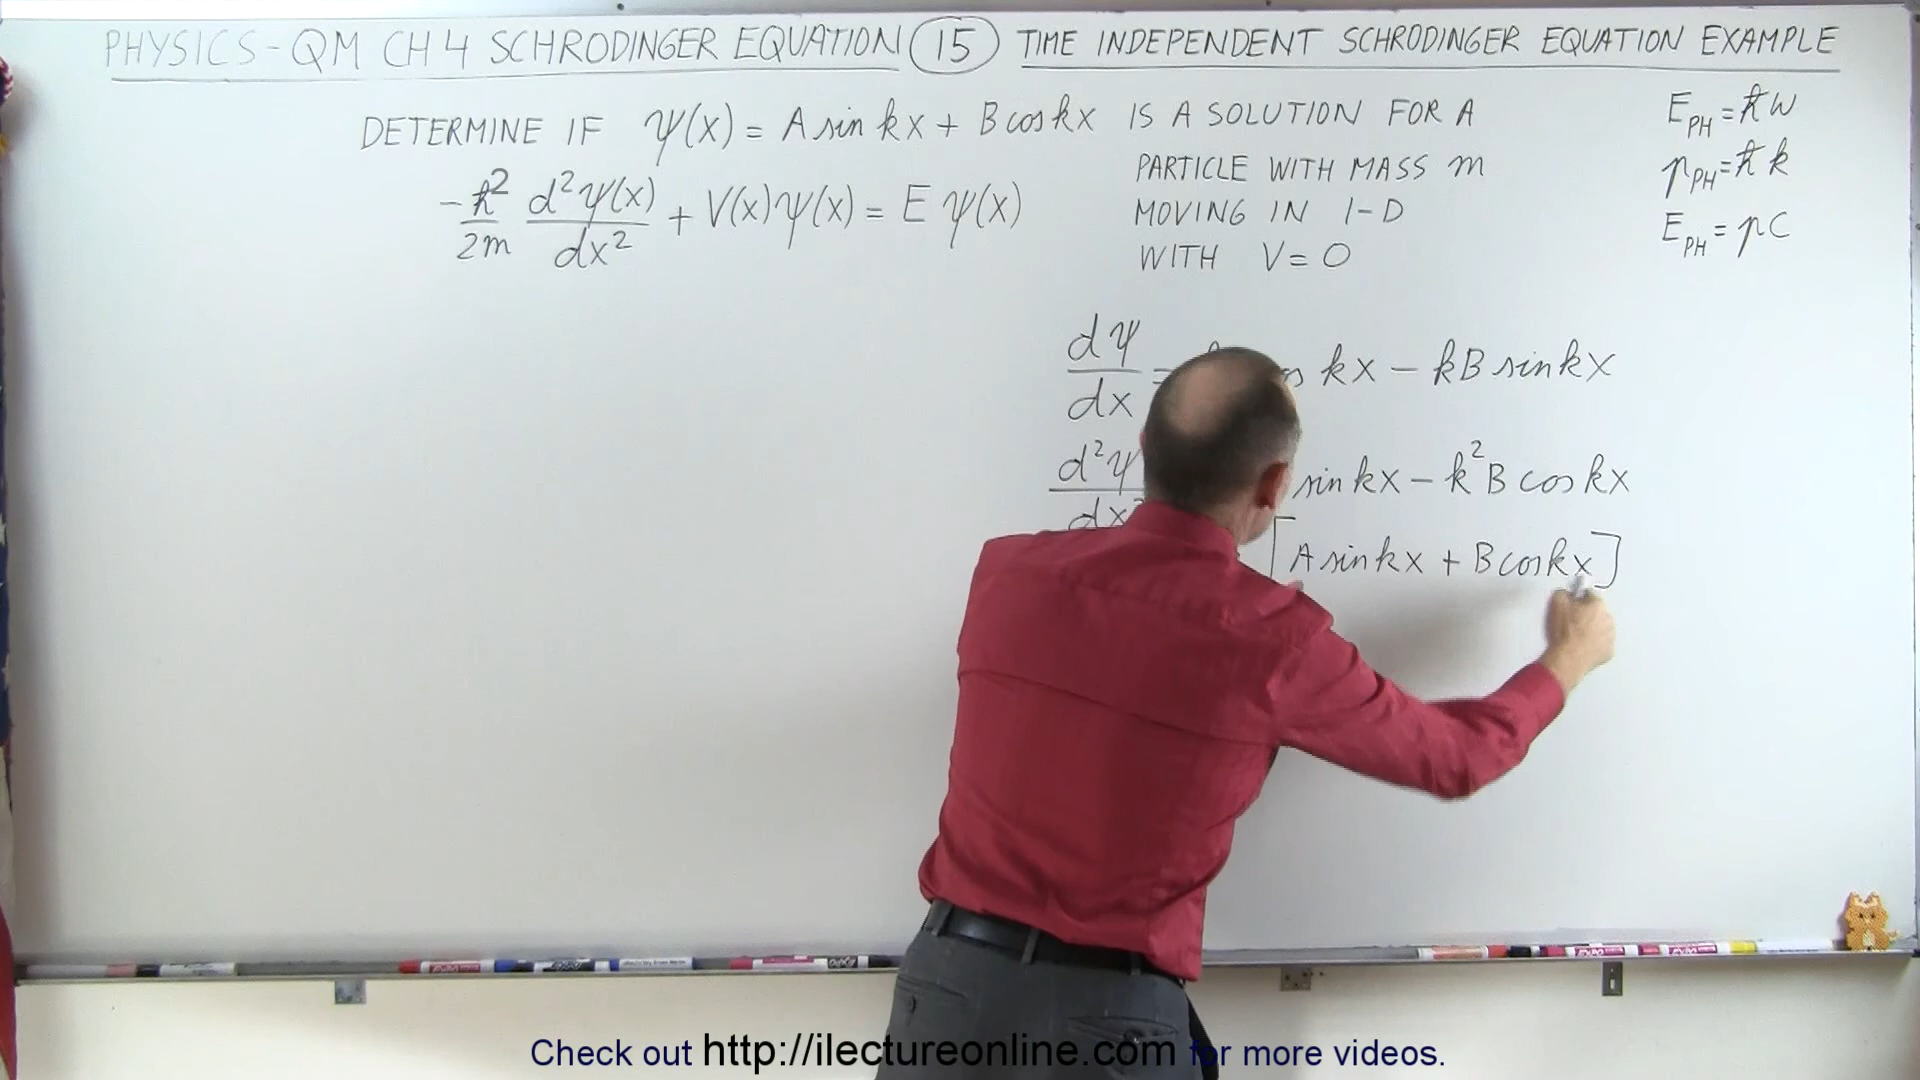 PHYSICS - QM CH 4 SCHRODINGER EQUATION 15 TIME INDEPENDENT SCHRODINGER EQUATION EXAMPLE
DETERMINE IF ψ(x) = A sin kx + B cos kx IS A SOLUTION FOR A
PARTICLE WITH MASS m
MOVING IN 1-D
WITH V = 0
-ℏ²/2m d²ψ(x)/dx² + V(x)ψ(x) = E ψ(x)
E_PH = ℏω
p_PH = ℏk
E_PH = pc
dψ/dx = kx - kB sin kx
d²ψ/dx² sin kx - k²B cos kx
[A sin kx + B cos kx]
Check out http://ilectureonline.com for more videos.